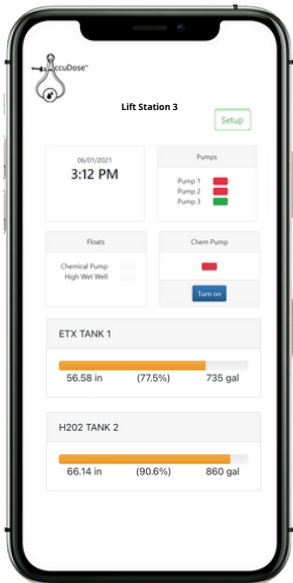 ccuDose™
Lift Station 3
Setup
06/01/2021
3:12 PM
Pumps
Pump 1
Pump 2
Pump 3
Floats
Chemical Pump
High Wet Well
Chem Pump
Turn on
ETX TANK 1
56.58 in (77.5%) 735 gal
H202 TANK 2
66.14 in (90.6%) 860 gal